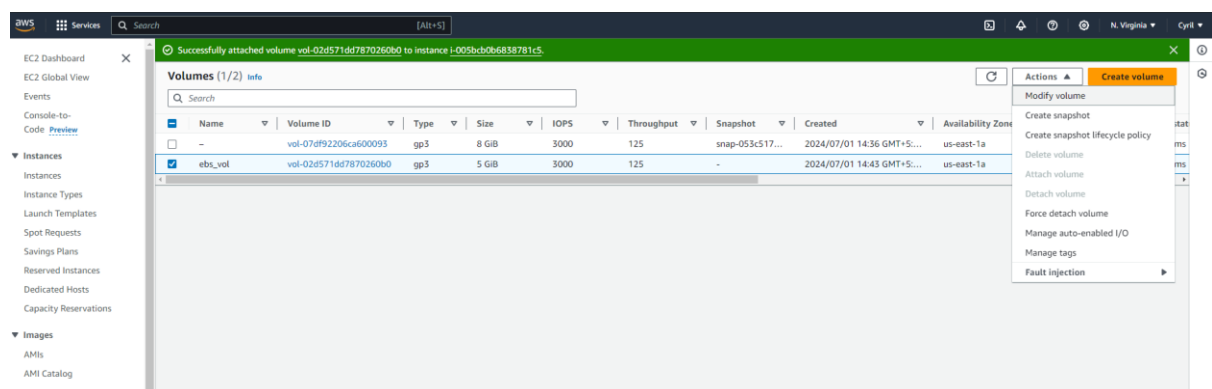 aws
Services
Search
[Alt+S]
N. Virginia
Cyril
EC2 Dashboard
EC2 Global View
Events
Console-to-
Code Preview
Instances
Instances
Instance Types
Launch Templates
Spot Requests
Savings Plans
Reserved Instances
Dedicated Hosts
Capacity Reservations
Images
AMIs
AMI Catalog
Successfully attached volume vol-02d571dd7870260b0 to instance i-005bcb0b6838781c5.
Volumes (1/2) Info
Actions
Create volume
Search
Name Volume ID Type Size IOPS Throughput Snapshot Created Availability Zone stat
– vol-07df92206ca600093 gp3 8 GiB 3000 125 snap-053c517... 2024/07/01 14:36 GMT+5:... us-east-1a ms
ebs_vol vol-02d571dd7870260b0 gp3 5 GiB 3000 125 - 2024/07/01 14:43 GMT+5:... us-east-1a ms
Modify volume
Create snapshot
Create snapshot lifecycle policy
Delete volume
Attach volume
Detach volume
Force detach volume
Manage auto-enabled I/O
Manage tags
Fault injection